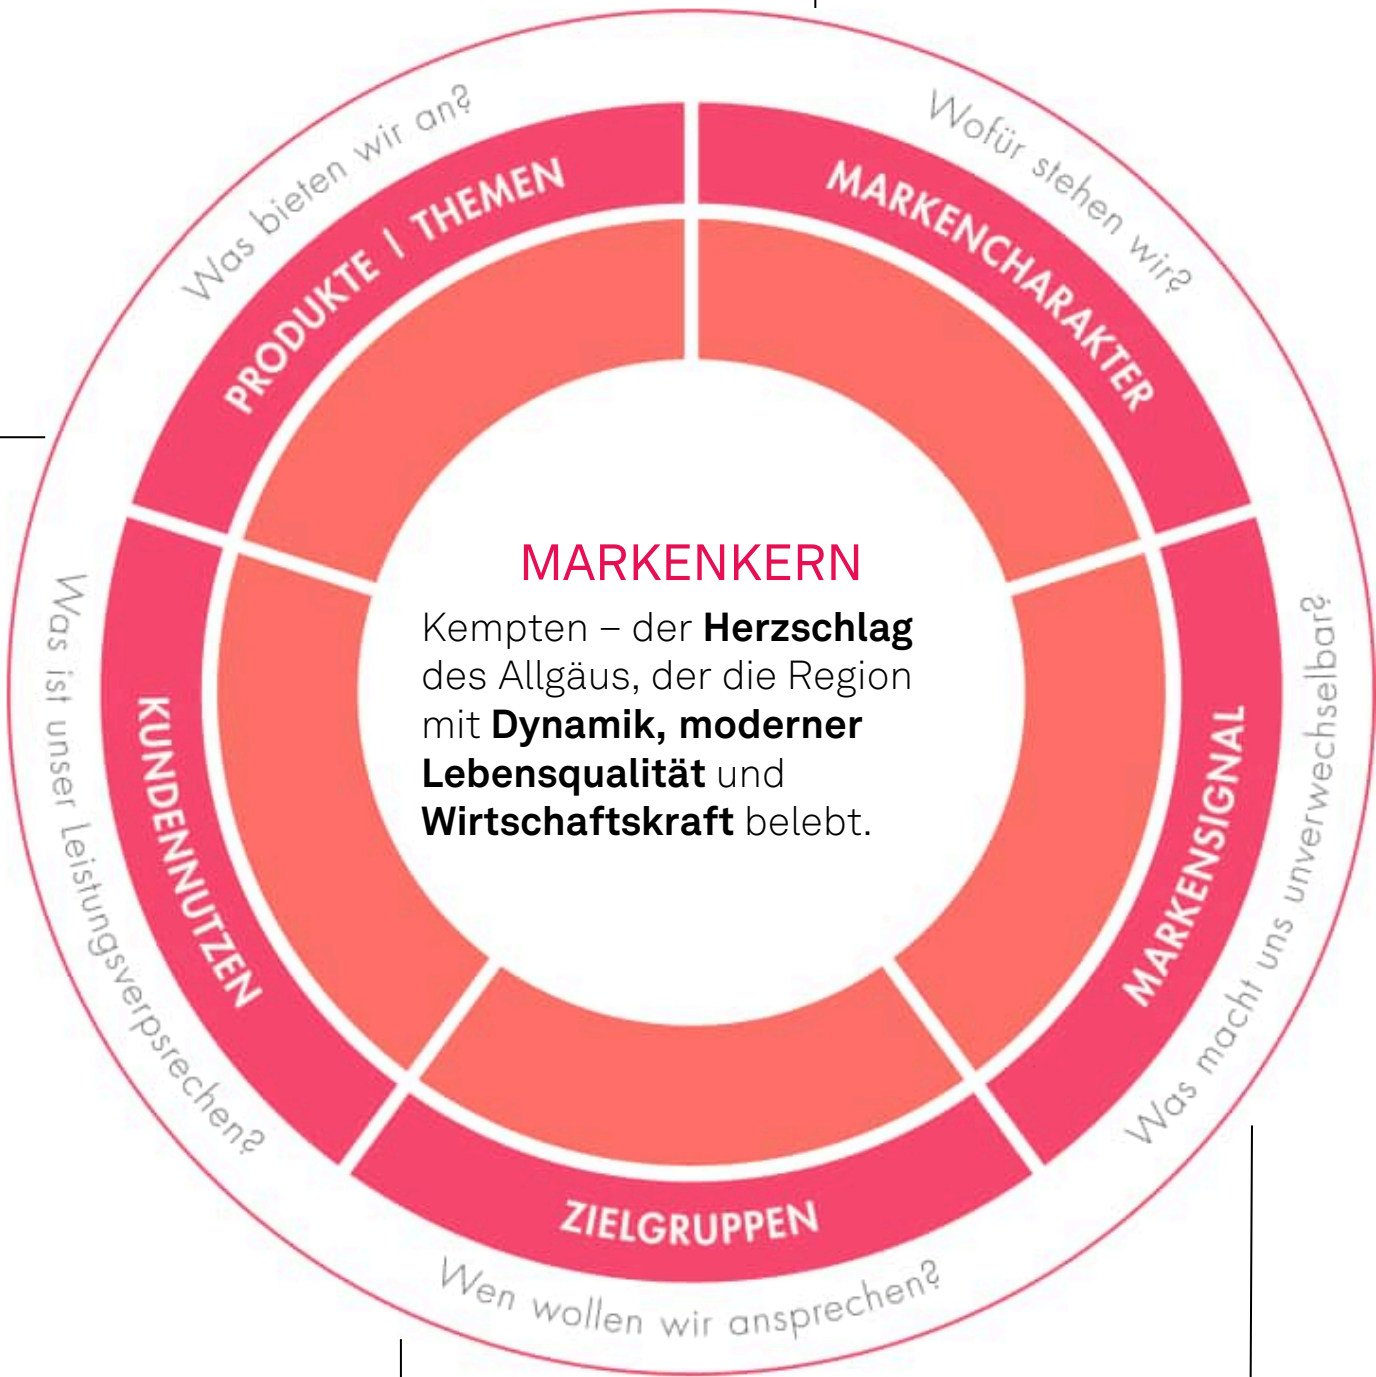 Was bieten wir an?
PRODUKTE | THEMEN
Wofür stehen wir?
MARKENCHARAKTER
Was macht uns unverwechselbar?
MARKENSIGNAL
Wen wollen wir ansprechen?
ZIELGRUPPEN
Was ist unser Leistungsverpsrechen?
KUNDENNUTZEN
MARKENKERN
Kempten – der Herzschlag
des Allgäus, der die Region
mit Dynamik, moderner
Lebensqualität und
Wirtschaftskraft belebt.